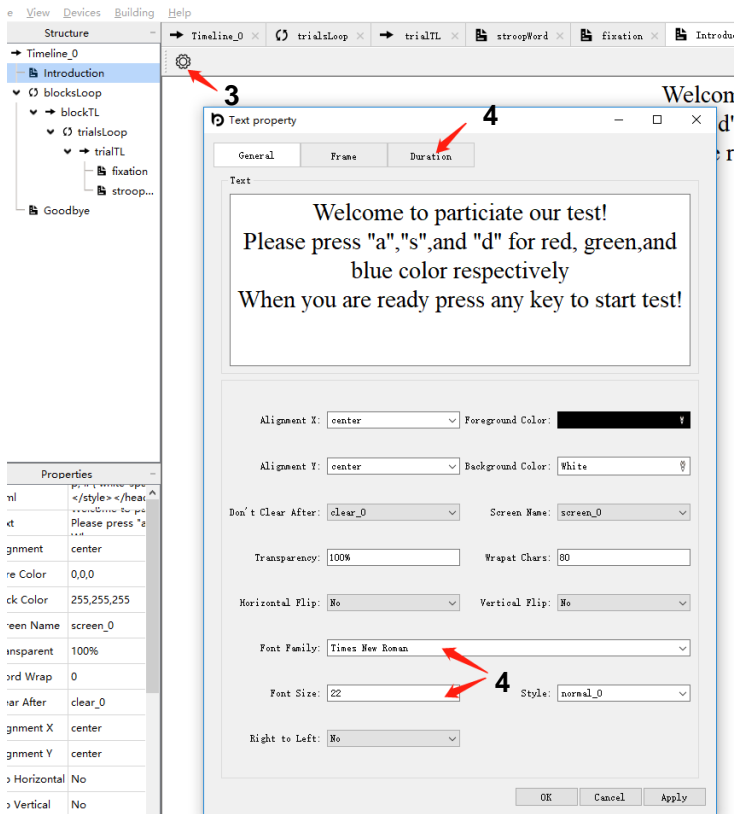 e View Devices Building Help
Structure
Timeline_0
Introduction
blocksLoop
blockTL
trialsLoop
trialTL
fixation
stroop...
Goodbye
Timeline_0 trialsLoop trialTL stroopWord fixation Introdu
3
Welcom
d"
e r
Text property
4
General Frame Duration
Text
Welcome to particiate our test!
Please press "a","s",and "d" for red, green,and
blue color respectively
When you are ready press any key to start test!
Alignment X: center Foreground Color:
Alignment Y: center Background Color: White
Don't Clear After: clear_0 Screen Name: screen_0
Transparency: 100% Wrapat Chars: 80
Horizontal Flip: No Vertical Flip: No
Font Family: Times New Roman
4
Font Size: 22 Style: normal_0
Right to Left: No
OK Cancel Apply
Properties
ml </style></head
xt Please press "a
gnment center
re Color 0,0,0
ck Color 255,255,255
reen Name screen_0
ansparent 100%
ord Wrap 0
ear After clear_0
gnment X center
gnment Y center
o Horizontal No
o Vertical No